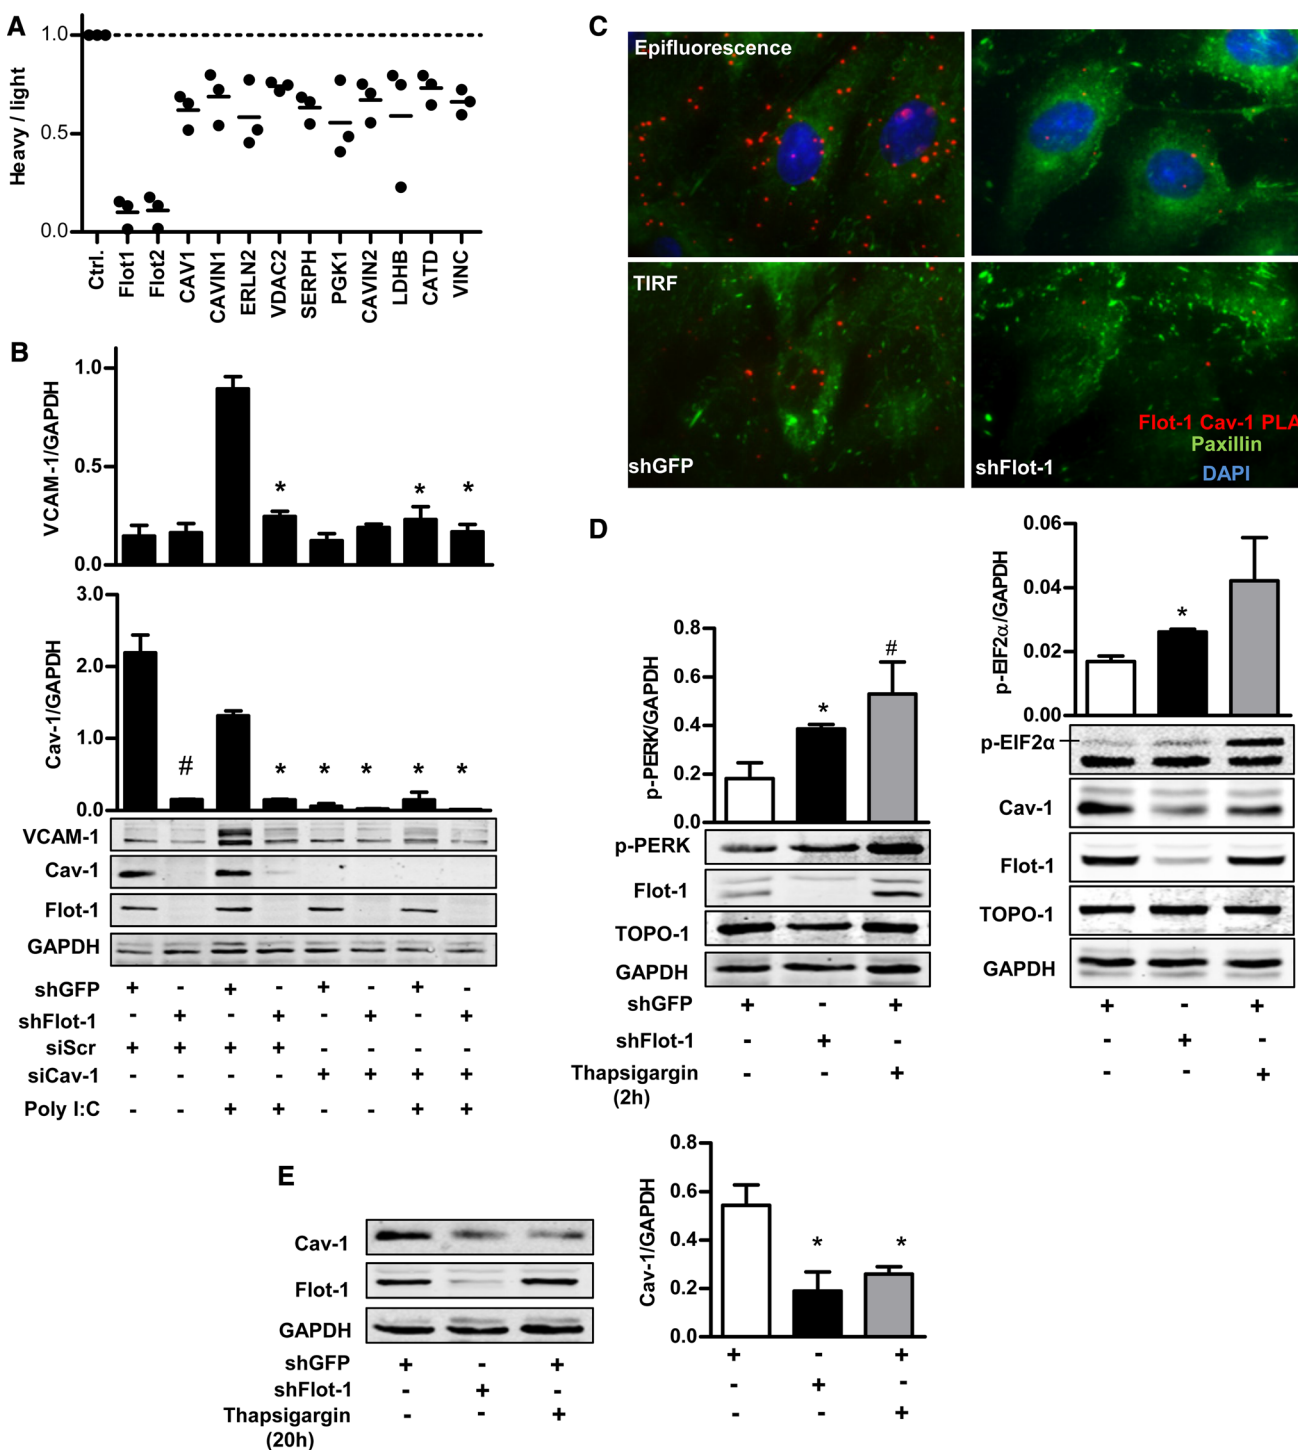 A
Heavy / light
1.0
0.5
0.0
Ctrl.
Flot1
Flot2
CAV1
CAVIN1
ERLN2
VDAC2
SERPH
PGK1
CAVIN2
LDHB
CATD
VINC
B
VCAM-1/GAPDH
1.0
0.5
0.0
* * *
Cav-1/GAPDH
3.0
2.0
1.0
0.0
# * * * * *
VCAM-1
Cav-1
Flot-1
GAPDH
shGFP + - + - + - + -
shFlot-1 - + - + - + - +
siScr + + + + - - - -
siCav-1 - - - - + + + +
Poly I:C - - + + - - + +
C
Epifluorescence
TIRF
shGFP
shFlot-1
Flot-1 Cav-1 PLA
Paxillin
DAPI
D
p-PERK/GAPDH
0.8
0.6
0.4
0.2
0.0
* #
p-PERK
Flot-1
TOPO-1
GAPDH
shGFP + - +
shFlot-1 - + -
Thapsigargin - - +
(2h)
p-EIF2α/GAPDH
0.06
0.04
0.02
0.00
*
p-EIF2α
Cav-1
Flot-1
TOPO-1
GAPDH
+ - +
- + -
- - +
E
Cav-1
Flot-1
GAPDH
shGFP + - +
shFlot-1 - + -
Thapsigargin - - +
(20h)
Cav-1/GAPDH
0.8
0.6
0.4
0.2
0.0
* *
+ - +
- + -
- - +